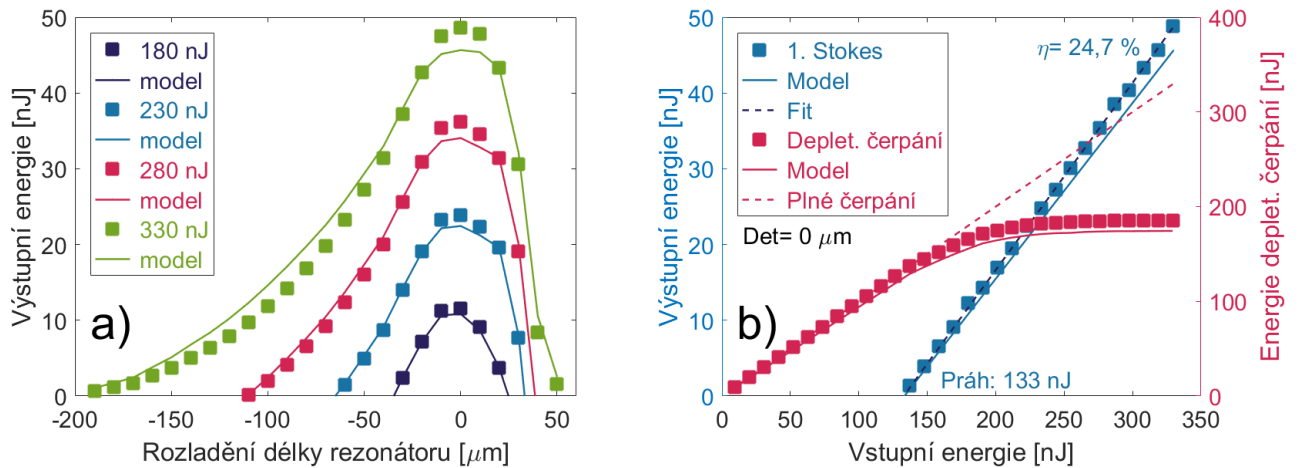 50
40
30
20
10
0
Výstupní energie [nJ]
180 nJ
model
230 nJ
model
280 nJ
model
330 nJ
model
a)
-200
-150
-100
-50
0
50
Rozladění délky rezonátoru [μm]
50
40
30
20
10
0
Výstupní energie [nJ]
1. Stokes
Model
Fit
Deplet. čerpání
Model
Plné čerpání
Det= 0 μm
η= 24,7 %
b)
Práh: 133 nJ
0
50
100
150
200
250
300
350
Vstupní energie [nJ]
400
300
200
100
0
Energie deplet. čerpání [nJ]